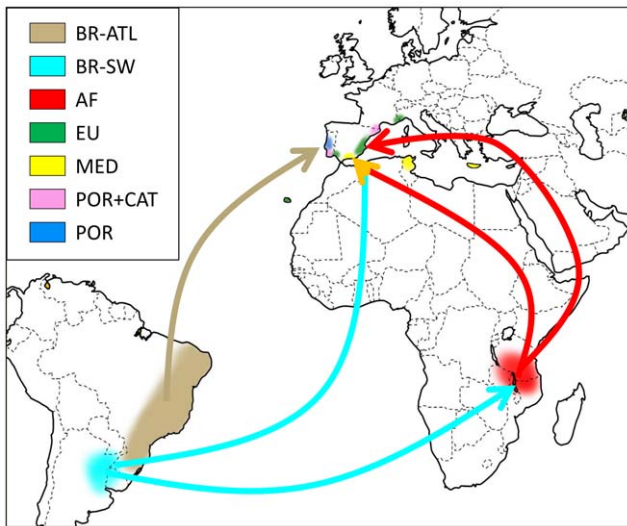 BR-ATL
BR-SW
AF
EU
MED
POR+CAT
POR